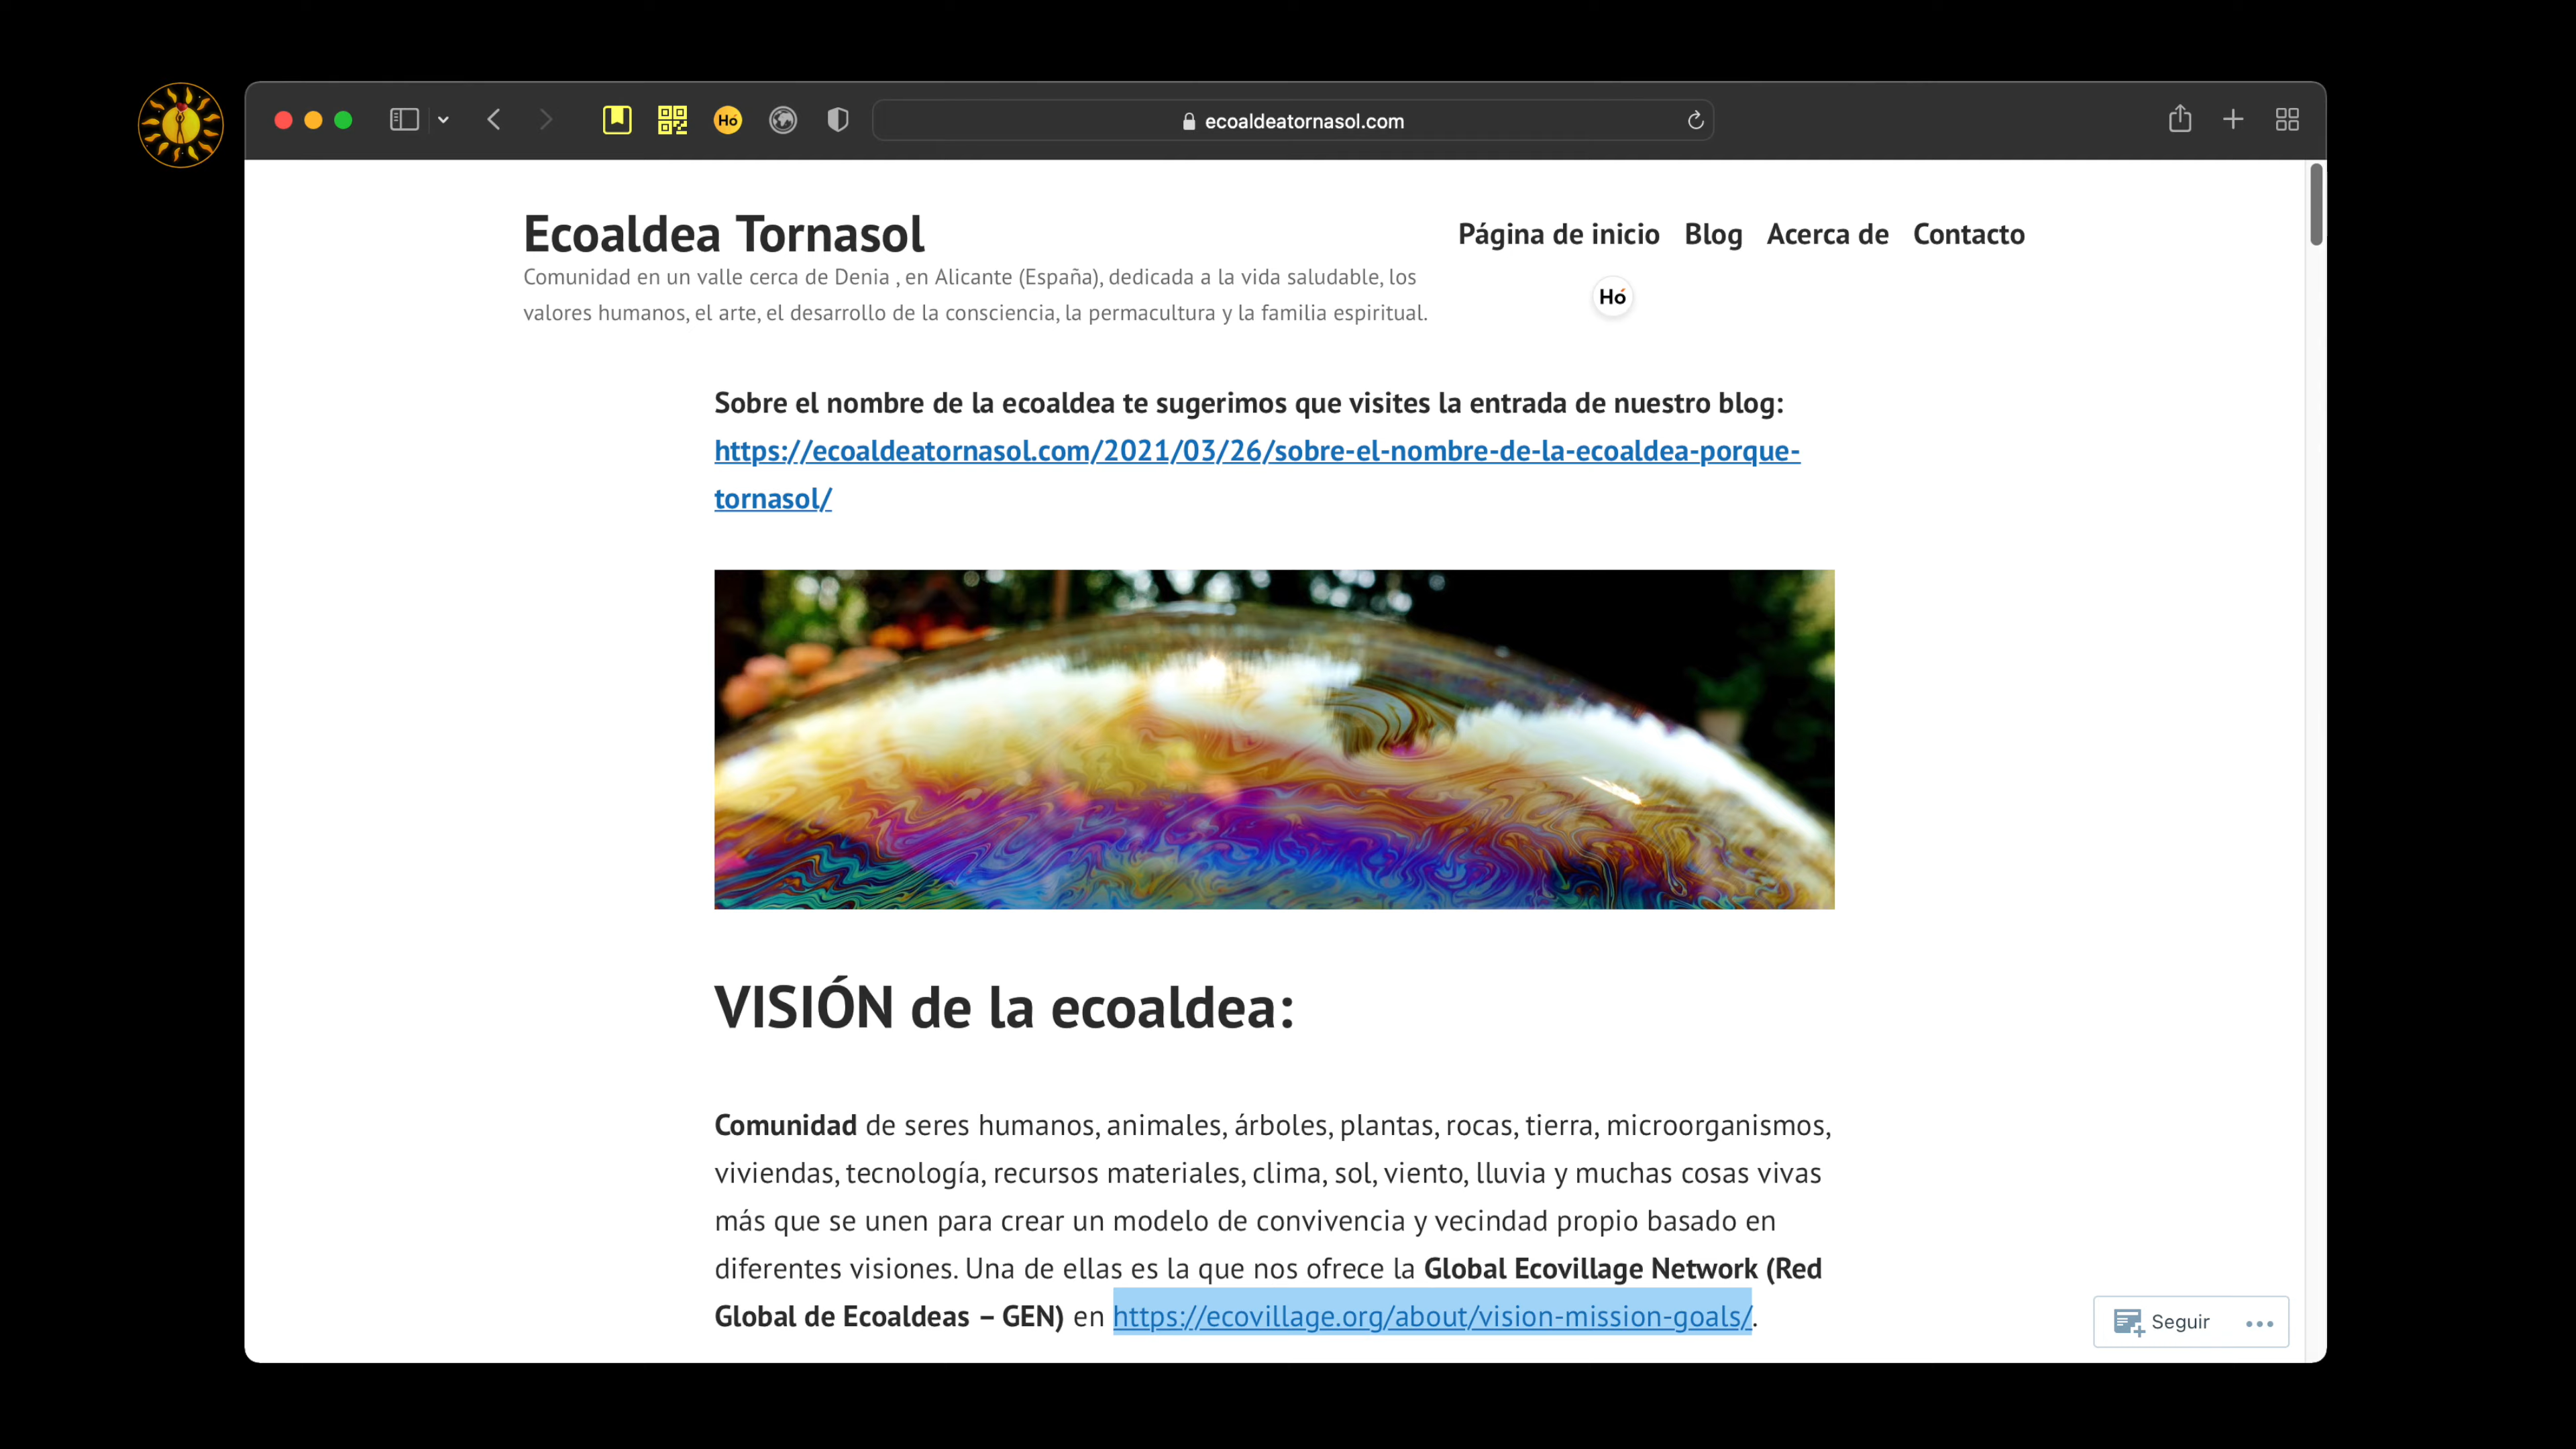 Hó
ecoaldeatornasol.com
Ecoaldea Tornasol
Página de inicio Blog Acerca de Contacto
Comunidad en un valle cerca de Denia , en Alicante (España), dedicada a la vida saludable, los
valores humanos, el arte, el desarrollo de la consciencia, la permacultura y la familia espiritual.
Hó
Sobre el nombre de la ecoaldea te sugerimos que visites la entrada de nuestro blog:
https://ecoaldeatornasol.com/2021/03/26/sobre-el-nombre-de-la-ecoaldea-porque-
tornasol/
VISIÓN de la ecoaldea:
Comunidad de seres humanos, animales, árboles, plantas, rocas, tierra, microorganismos,
viviendas, tecnología, recursos materiales, clima, sol, viento, lluvia y muchas cosas vivas
más que se unen para crear un modelo de convivencia y vecindad propio basado en
diferentes visiones. Una de ellas es la que nos ofrece la Global Ecovillage Network (Red
Global de Ecoaldeas – GEN) en https://ecovillage.org/about/vision-mission-goals/.
Seguir